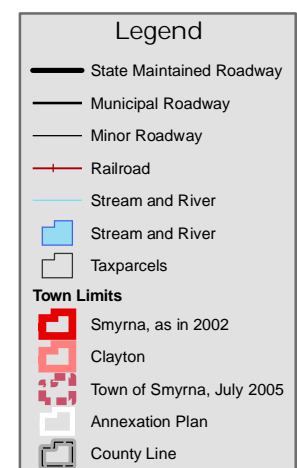 Legend
State Maintained Roadway
Municipal Roadway
Minor Roadway
Railroad
Stream and River
Stream and River
Taxparcels
Town Limits
Smyrna, as in 2002
Clayton
Town of Smyrna, July 2005
Annexation Plan
County Line